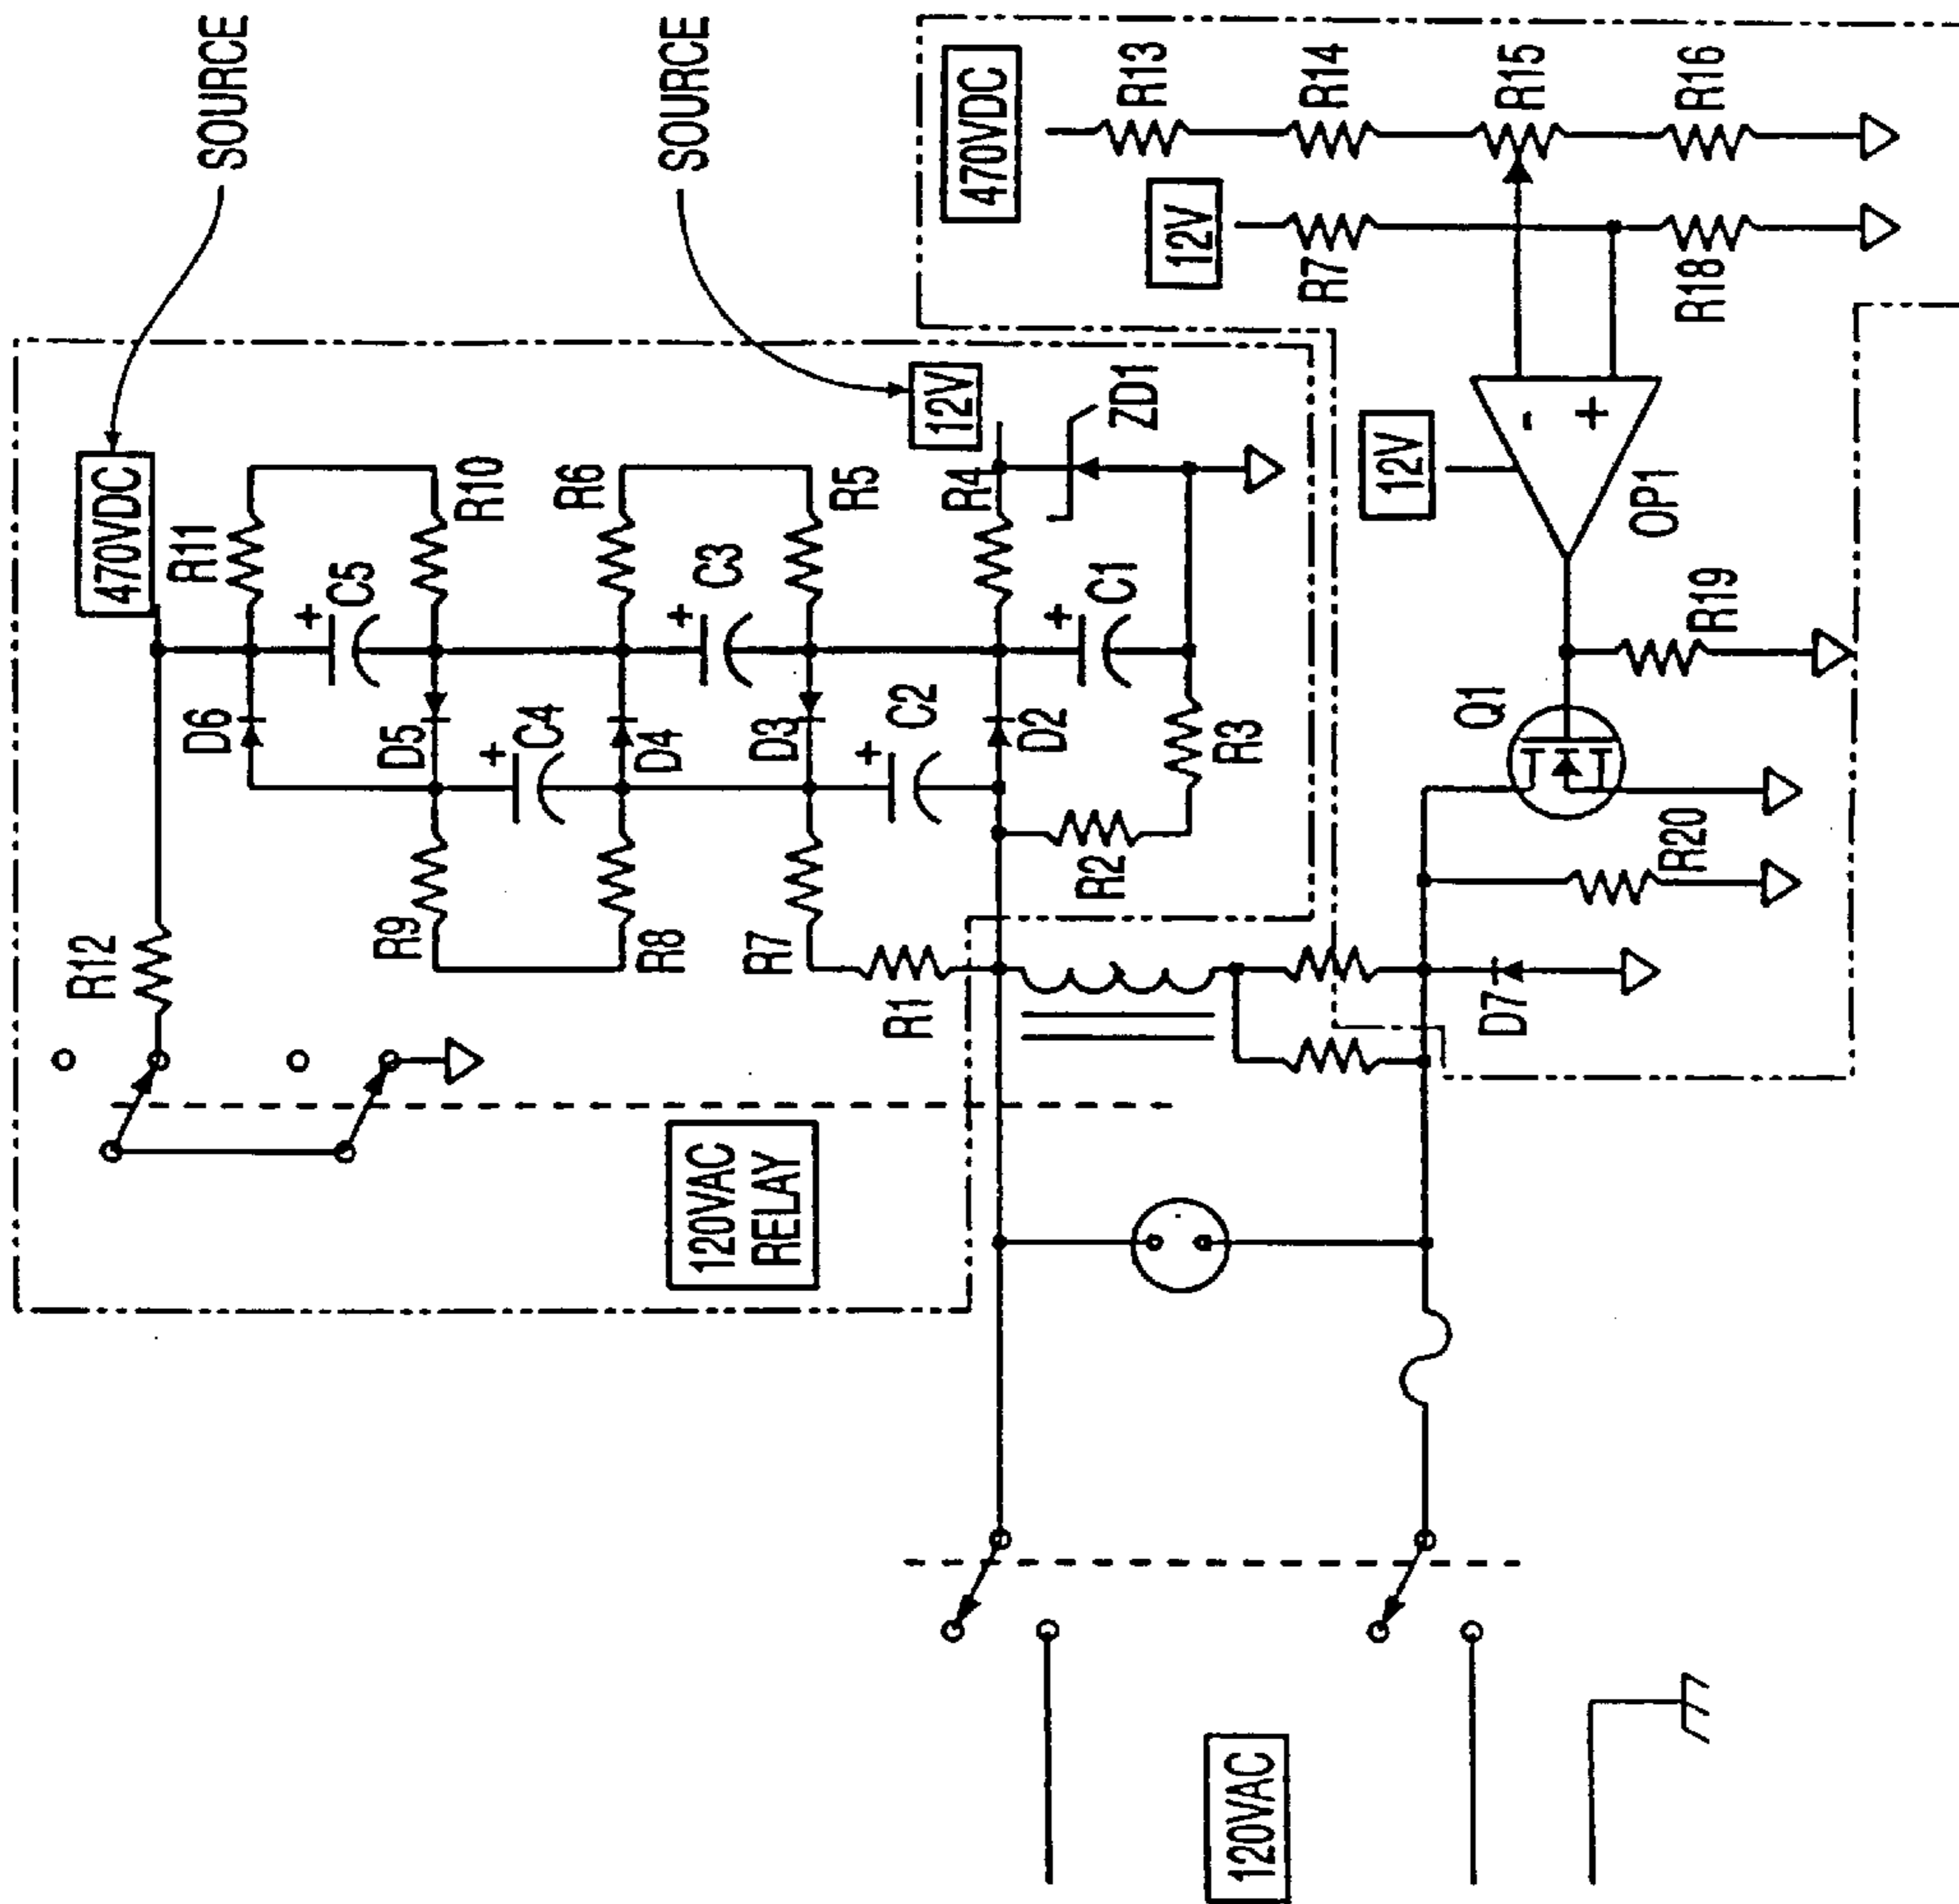 SOURCE
SOURCE
470VDC
R11
C5
R10
R6
C3
R5
12V
R4
ZD1
C1
R12
D6
D5
+
C4
+
D4
D3
+
C2
+
D2
+
R3
R9
R8
R7
R2
R1
120VAC
RELAY
470VDC
R13
R14
R15
R16
12V
R7
R18
12V
-
+
OP1
R19
Q1
R20
D7
120VAC